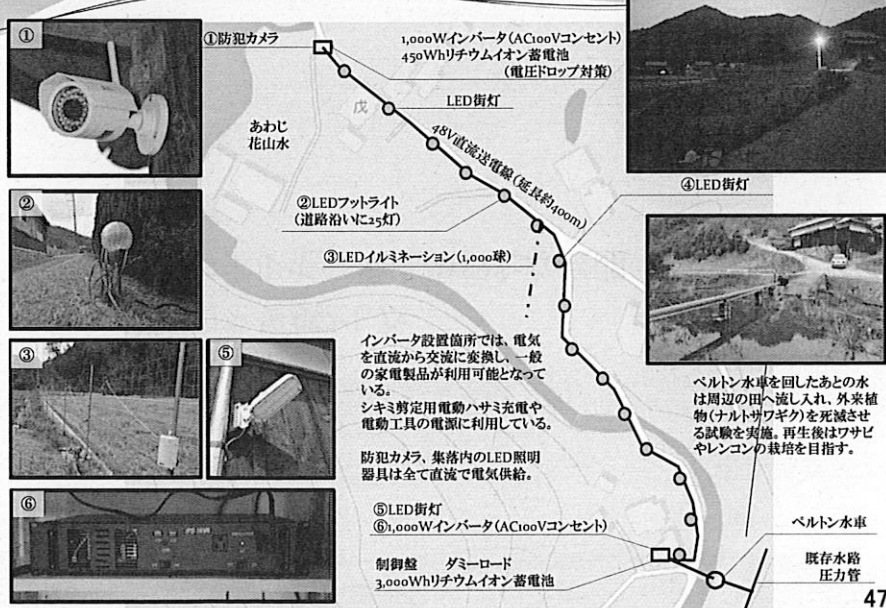 ①
①防犯カメラ
1,000Wインバータ(AC100Vコンセント)
450Whリチウムイオン蓄電池
(電圧ドロップ対策)
LED街灯
戊
あわじ
花山水
48V直流送電線(延長約400m)
④LED街灯
②
②LEDフットライト
(道路沿いに25灯)
③LEDイルミネーション(1,000球)
③
⑤
インバータ設置箇所では、電気
を直流から交流に変換し、一般
の家電製品が利用可能となって
いる。
シキミ剪定用電動ハサミ充電や
電動工具の電源に利用している。
防犯カメラ、集落内のLED照明
器具は全て直流で電気供給。
ペルトン水車を回したあとの水
は周辺の田へ流し入れ、外来植
物(ナルトサワギク)を死滅させ
る試験を実施。再生後はワサビ
やレンコンの栽培を目指す。
⑥
⑤LED街灯
⑥1,000Wインバータ(AC100Vコンセント)
制御盤 ダミーロード
3,000Whリチウムイオン蓄電池
ペルトン水車
既存水路
圧力管
47